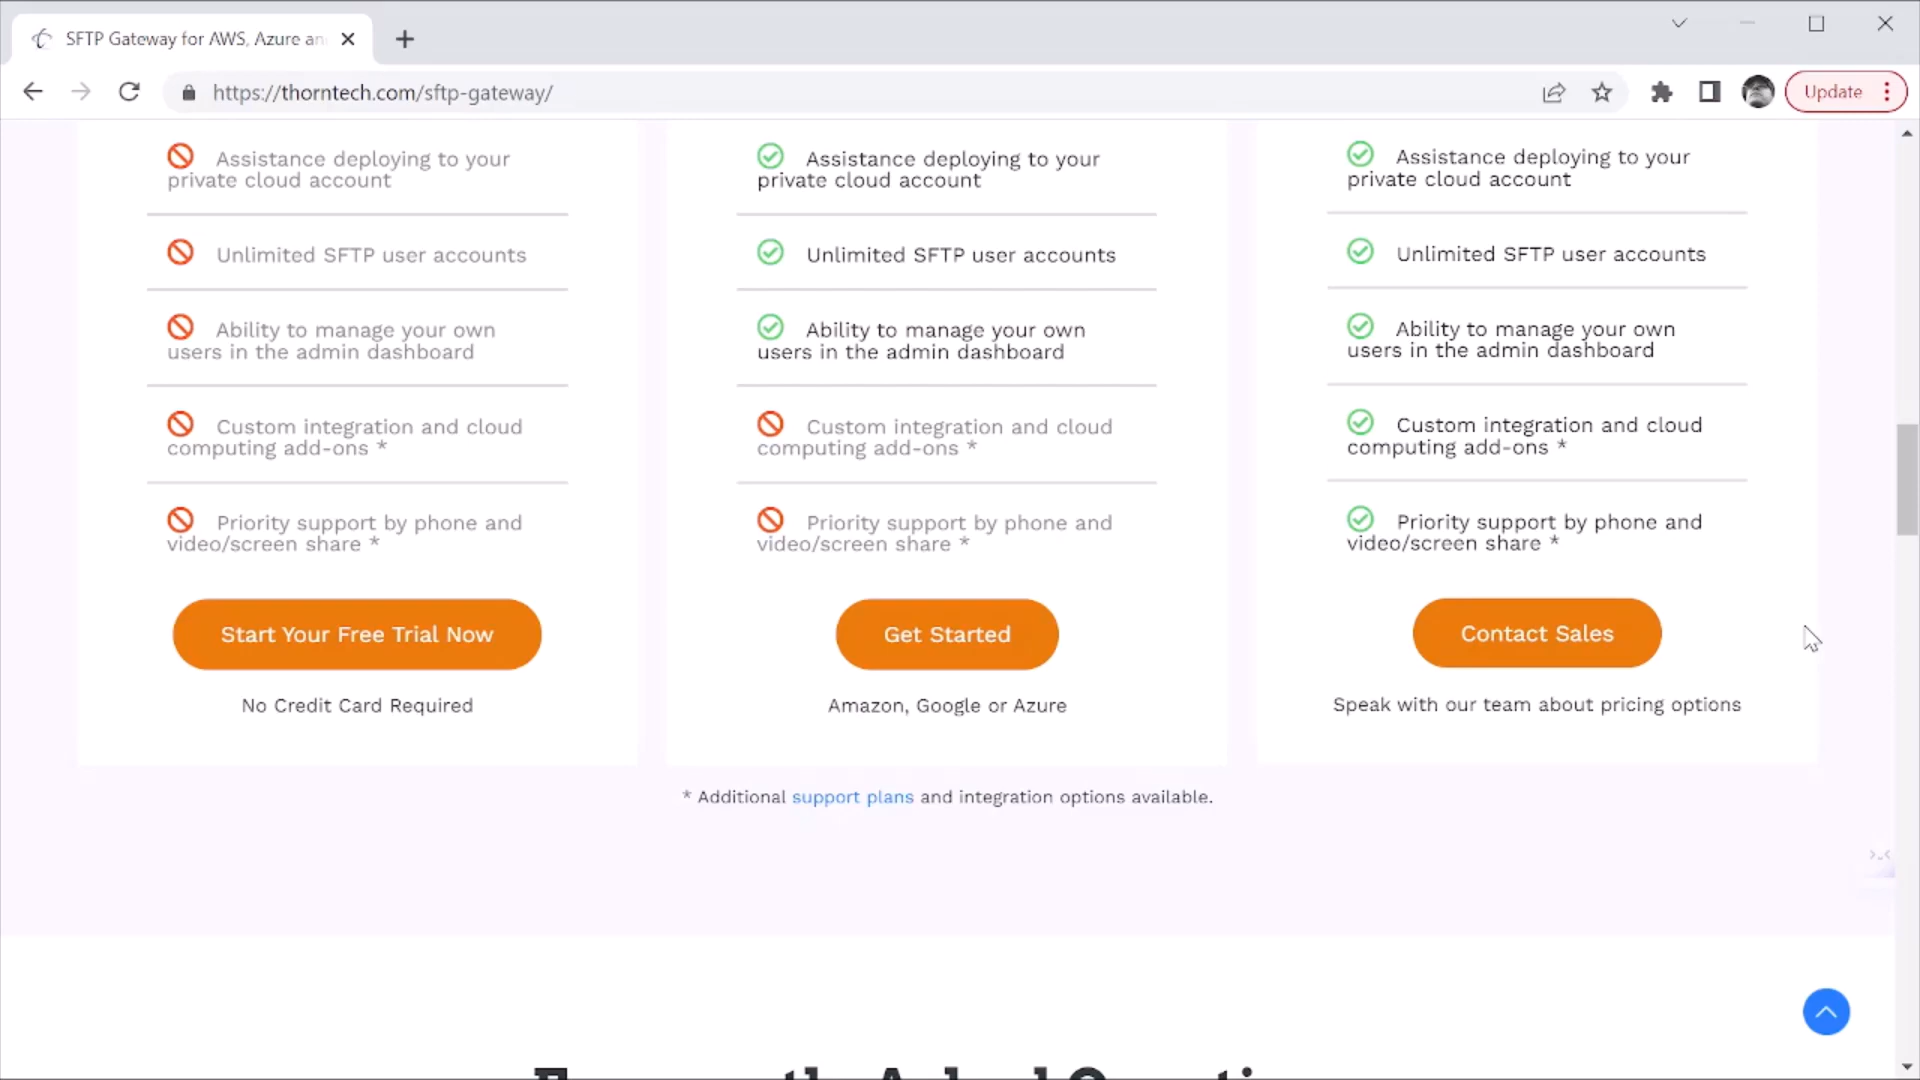 SFTP Gateway for AWS, Azure an
https://thorntech.com/sftp-gateway/
Update
Assistance deploying to your
private cloud account
Unlimited SFTP user accounts
Ability to manage your own
users in the admin dashboard
Custom integration and cloud
computing add-ons *
Priority support by phone and
video/screen share *
Start Your Free Trial Now
No Credit Card Required
Assistance deploying to your
private cloud account
Unlimited SFTP user accounts
Ability to manage your own
users in the admin dashboard
Custom integration and cloud
computing add-ons *
Priority support by phone and
video/screen share *
Get Started
Amazon, Google or Azure
Assistance deploying to your
private cloud account
Unlimited SFTP user accounts
Ability to manage your own
users in the admin dashboard
Custom integration and cloud
computing add-ons *
Priority support by phone and
video/screen share *
Contact Sales
Speak with our team about pricing options
* Additional support plans and integration options available.